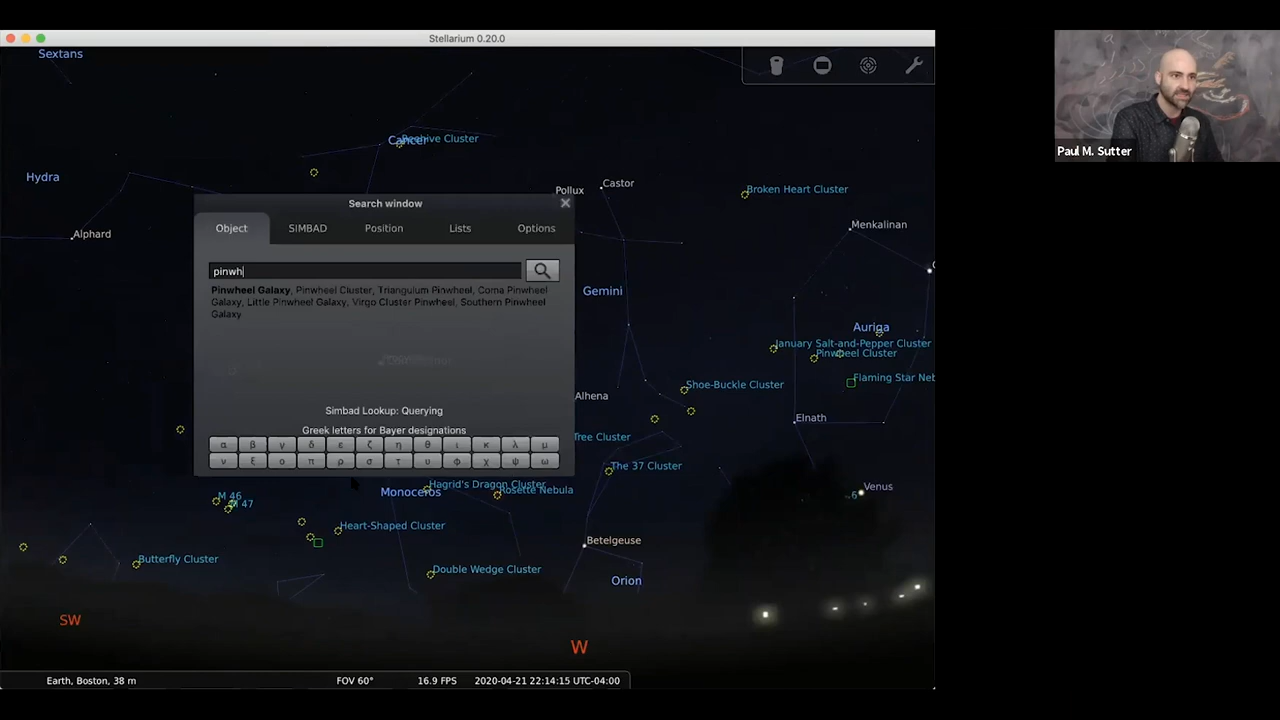 Stellarium 0.20.0
Sextans
Cancer
Beehive Cluster
Hydra
Pollux
Castor
Broken Heart Cluster
Menkalinan
Alphard
Search window
Object
SIMBAD
Position
Lists
Options
pinwh
Pinwheel Galaxy, Pinwheel Cluster, Triangulum Pinwheel, Coma Pinwheel
Galaxy, Little Pinwheel Galaxy, Virgo Cluster Pinwheel, Southern Pinwheel
Galaxy
Simbad Lookup: Querying
Greek letters for Bayer designations
α β γ δ ε ζ η θ ι κ λ μ
ν ξ ο π ρ σ τ υ φ χ ψ ω
Gemini
Auriga
January Salt-and-Pepper Cluster
Pinwheel Cluster
Flaming Star Neb
Shoe-Buckle Cluster
Alhena
Elnath
Tree Cluster
The 37 Cluster
Hagrid's Dragon Cluster
Monoceros
Rosette Nebula
Venus
-.6
M 46
M 47
Heart-Shaped Cluster
Betelgeuse
Butterfly Cluster
Double Wedge Cluster
Orion
SW
W
Earth, Boston, 38 m
FOV 60°
16.9 FPS
2020-04-21 22:14:15 UTC-04:00
Paul M. Sutter